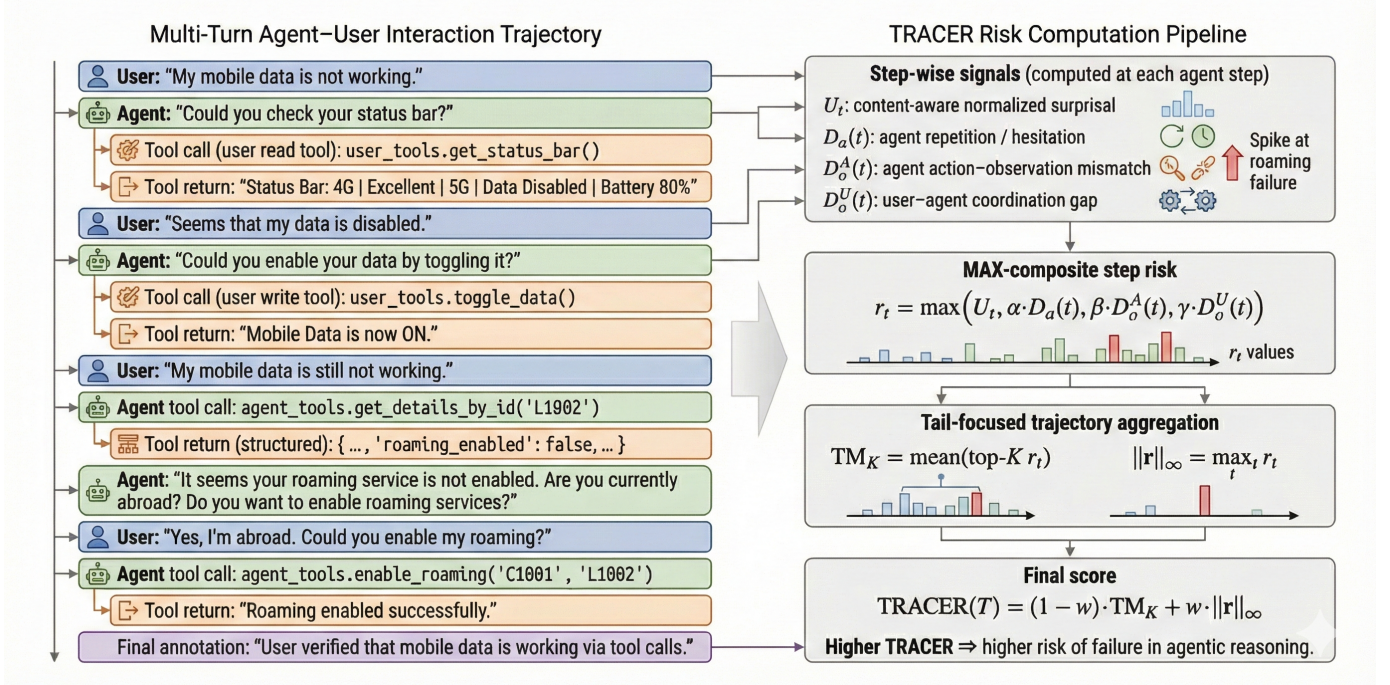 Multi-Turn Agent–User Interaction Trajectory
User: “My mobile data is not working.”
Agent: “Could you check your status bar?”
Tool call (user read tool): user_tools.get_status_bar()
Tool return: “Status Bar: 4G | Excellent | 5G | Data Disabled | Battery 80%”
User: “Seems that my data is disabled.”
Agent: “Could you enable your data by toggling it?”
Tool call (user write tool): user_tools.toggle_data()
Tool return: “Mobile Data is now ON.”
User: “My mobile data is still not working.”
Agent tool call: agent_tools.get_details_by_id('L1902')
Tool return (structured): { …, 'roaming_enabled': false, … }
Agent: “It seems your roaming service is not enabled. Are you currently
abroad? Do you want to enable roaming services?”
User: “Yes, I'm abroad. Could you enable my roaming?”
Agent tool call: agent_tools.enable_roaming('C1001', 'L1002')
Tool return: “Roaming enabled successfully.”
Final annotation: “User verified that mobile data is working via tool calls.”
TRACER Risk Computation Pipeline
Step-wise signals (computed at each agent step)
U_t: content-aware normalized surprisal
D_a(t): agent repetition / hesitation
D_o^A(t): agent action–observation mismatch
D_o^U(t): user–agent coordination gap
Spike at
roaming
failure
MAX-composite step risk
r_t = max(U_t, α·D_a(t), β·D_o^A(t), γ·D_o^U(t))
r_t values
Tail-focused trajectory aggregation
TM_K = mean(top-K r_t)
||r||_∞ = max_t r_t
t
Final score
TRACER(T) = (1 − w)·TM_K + w·||r||_∞
Higher TRACER ⇒ higher risk of failure in agentic reasoning.